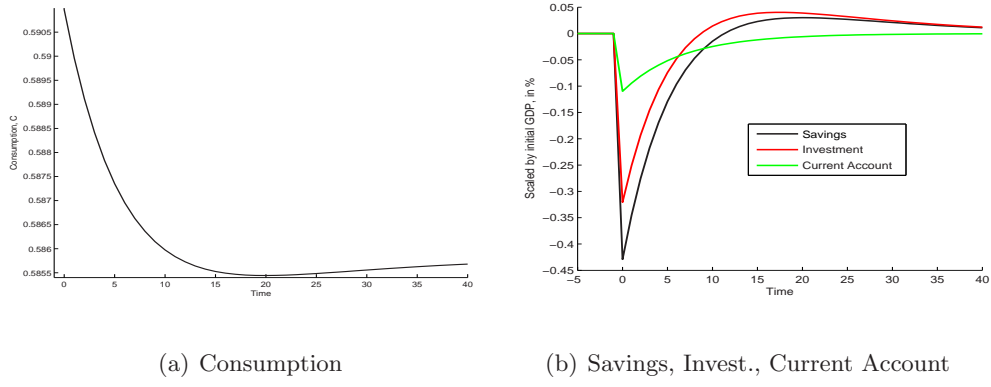 0.5905
0.59
0.5895
0.589
0.5885
0.588
0.5875
0.587
0.5865
0.586
0.5855
Consumption, C
0 5 10 15 20 25 30 35 40
Time
(a) Consumption
0.05
0
−0.05
−0.1
−0.15
−0.2
−0.25
−0.3
−0.35
−0.4
−0.45
Scaled by initial GDP, in %
Savings
Investment
Current Account
−5 0 5 10 15 20 25 30 35 40
Time
(b) Savings, Invest., Current Account